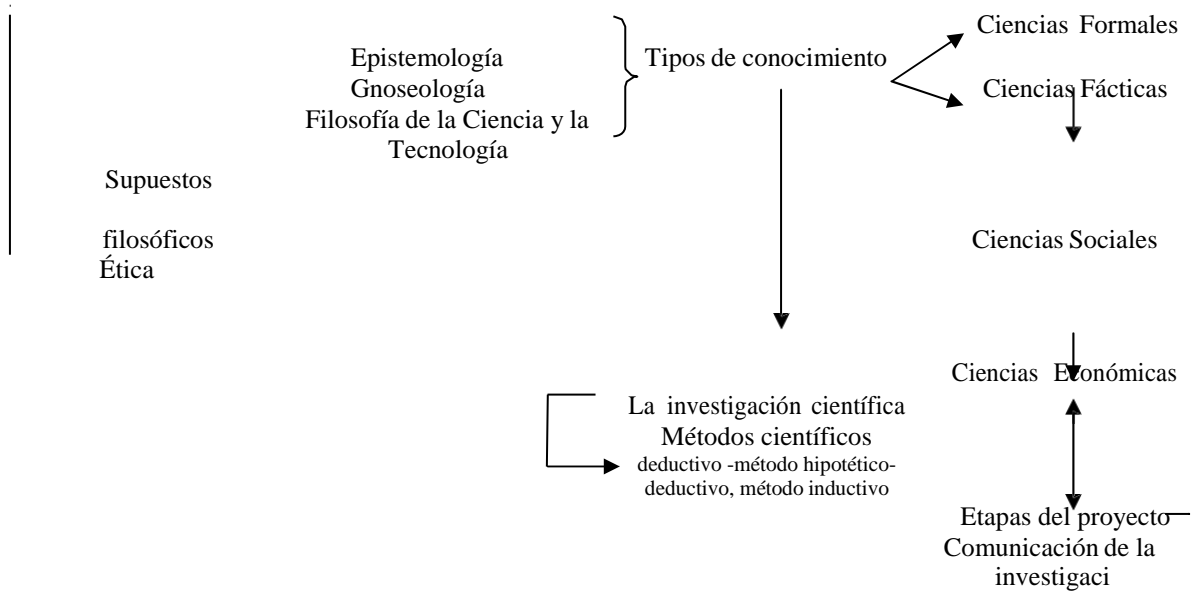 Epistemología
Gnoseología
Filosofía de la Ciencia y la
Tecnología
Supuestos
filosóficos
Ética
Tipos de conocimiento
Ciencias Formales
Ciencias Fácticas
Ciencias Sociales
Ciencias Económicas
La investigación científica
Métodos científicos
deductivo -método hipotético-
deductivo, método inductivo
Etapas del proyecto
Comunicación de la
investigaci